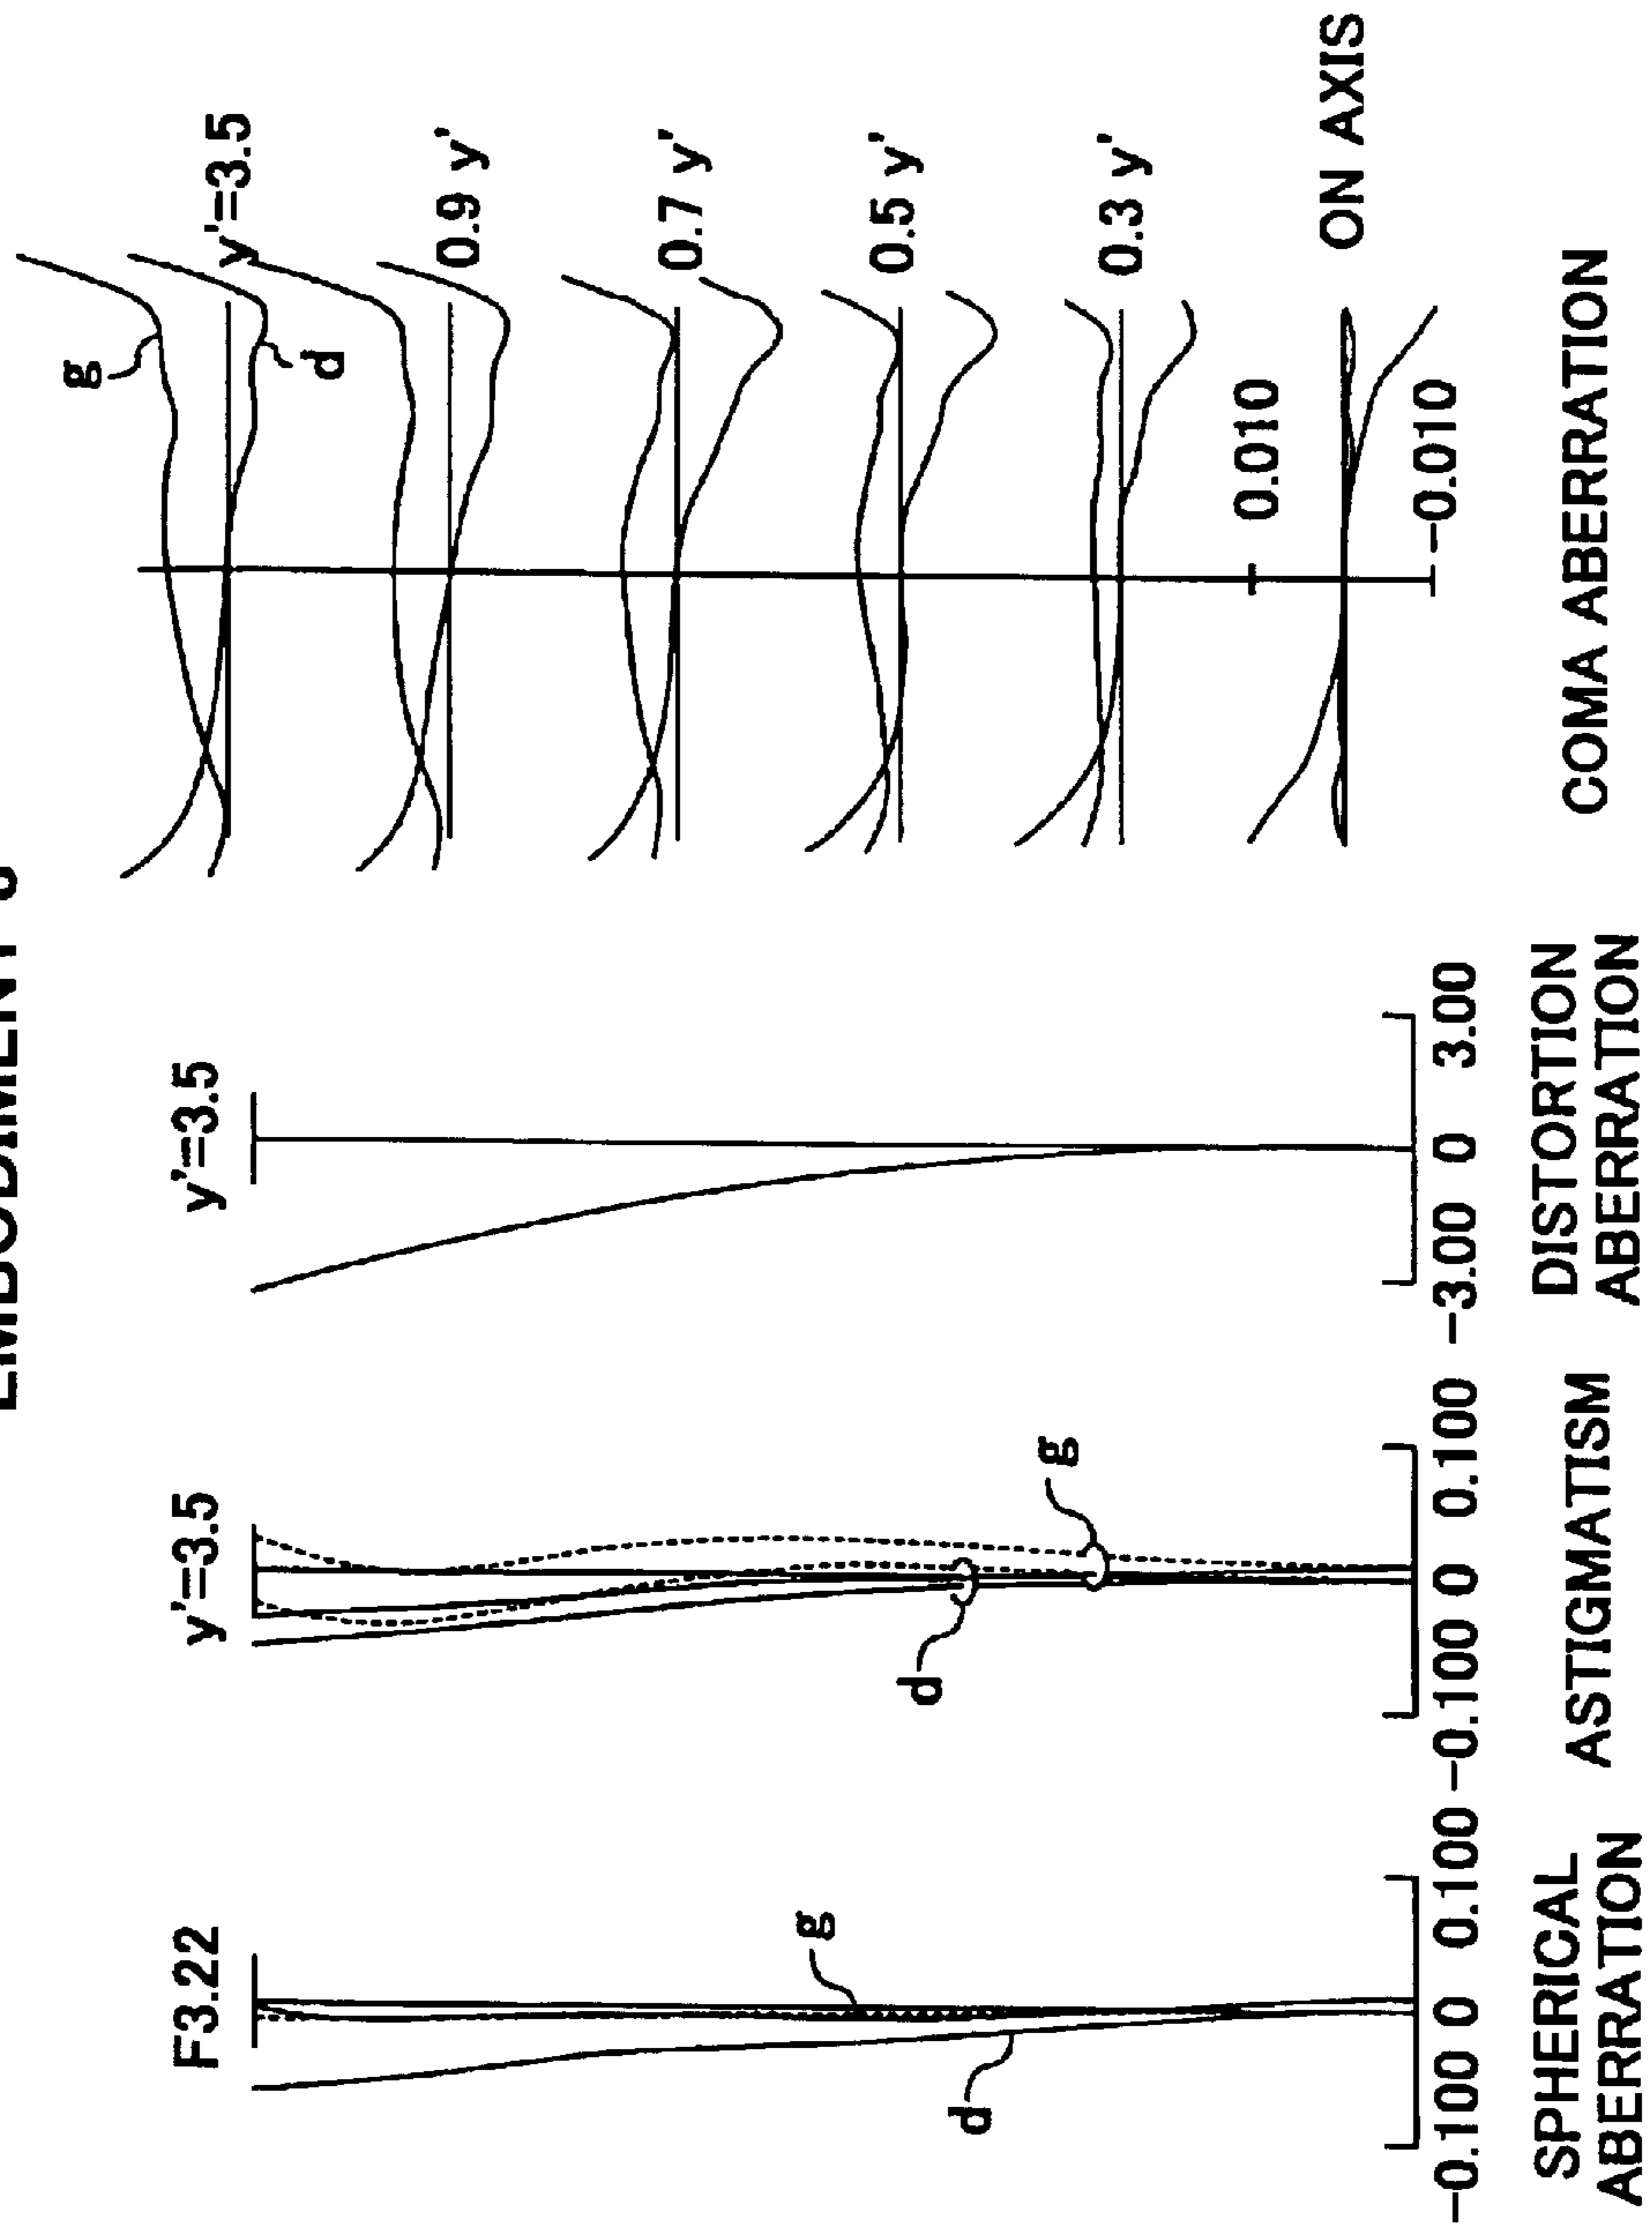 F3.22
g
d
-0.100 0 0.100
SPHERICAL
ABERRATION
y'=3.5
d
g
-0.100 0 0.100
ASTIGMATISM
y'=3.5
-3.00 0 3.00
DISTORTION
ABERRATION
g
y'=3.5
d
0.9 y'
0.7 y'
0.5 y'
0.3 y'
0.010
ON AXIS
-0.010
COMA ABERRATION